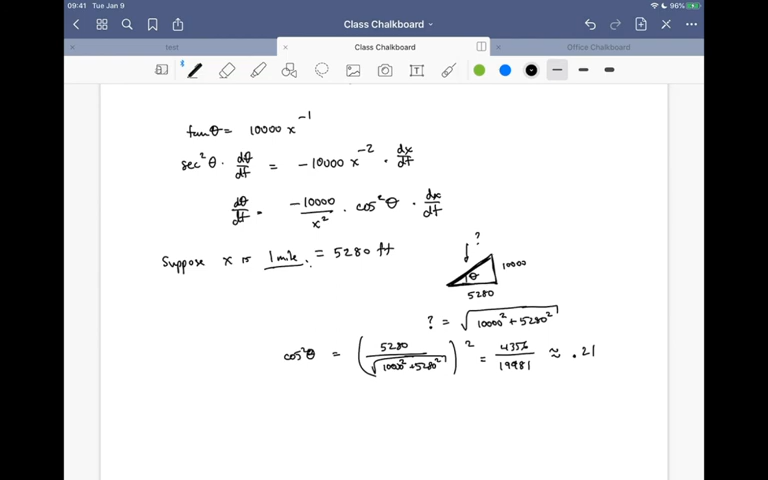 09:41 Tue Jan 9
96%
Class Chalkboard
test
Class Chalkboard
Office Chalkboard
tanθ = 10000 x^-1
sec²θ · dθ/dt = -10000 x^-2 · dx/dt
dθ/dt = -10000/x² · cos²θ · dx/dt
Suppose x is 1 mile. = 5280 ft
?
θ
10000
5280
? = √(10000² + 5280²)
cos²θ = (5280/√(10000² + 5280²))² = 4356/19981 ≈ .21